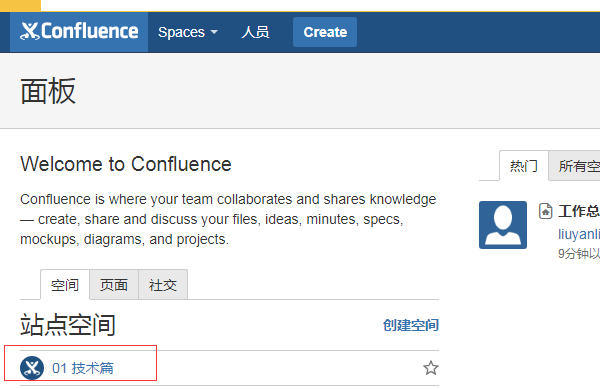 Confluence Spaces 人员 Create
面板
Welcome to Confluence
Confluence is where your team collaborates and shares knowledge
— create, share and discuss your files, ideas, minutes, specs,
mockups, diagrams, and projects.
空间 页面 社交
站点空间 创建空间
01 技术篇
热门 所有空
工作总
liuyanli
9分钟以